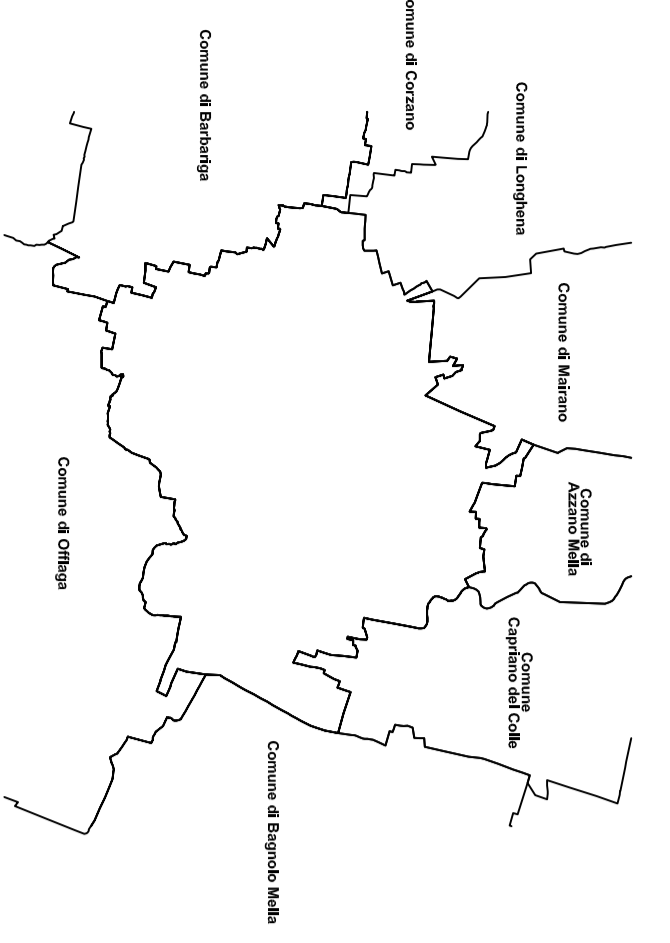 Comune di Longhena
Comune di Mairano
Comune di
Azzano Mella
Comune
Capriano del Colle
omune di Corzano
Comune di Bagnolo Mella
Comune di Barbariga
Comune di Offlaga